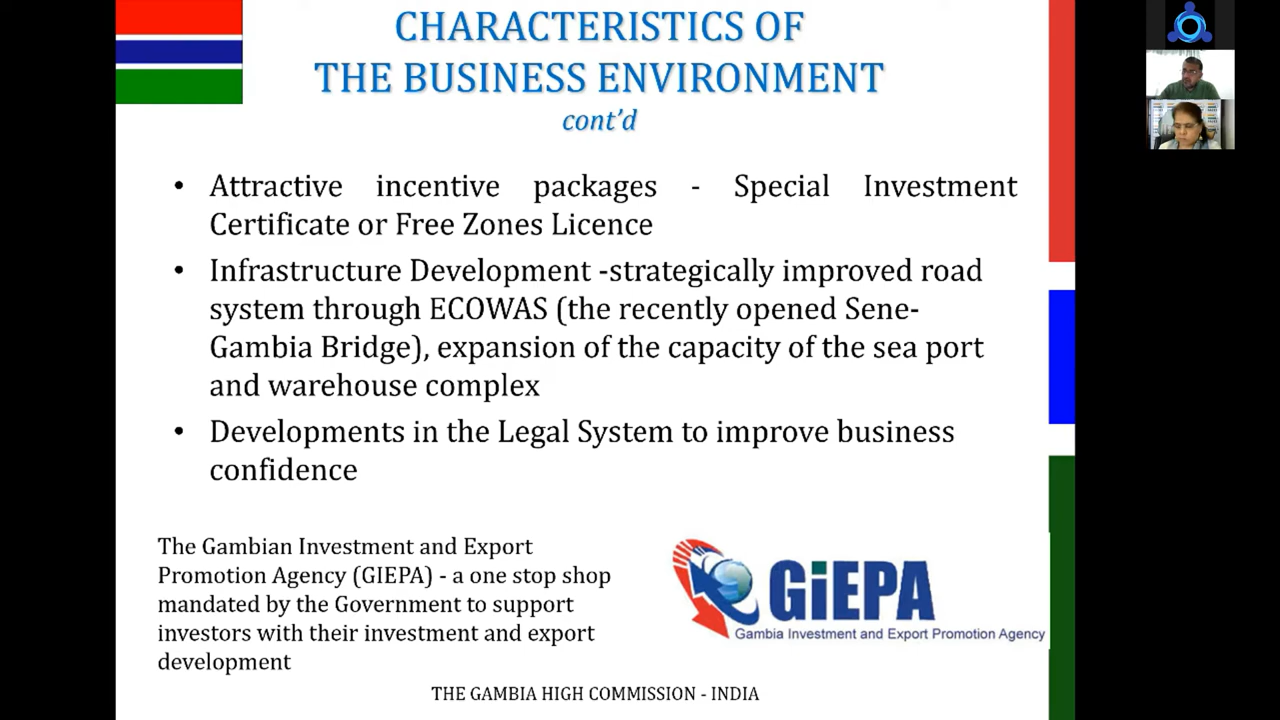 CHARACTERISTICS OF
THE BUSINESS ENVIRONMENT
cont’d
• Attractive incentive packages - Special Investment
Certificate or Free Zones Licence
• Infrastructure Development -strategically improved road
system through ECOWAS (the recently opened Sene-
Gambia Bridge), expansion of the capacity of the sea port
and warehouse complex
• Developments in the Legal System to improve business
confidence
The Gambian Investment and Export
Promotion Agency (GIEPA) - a one stop shop
mandated by the Government to support
investors with their investment and export
development
GiEPA
Gambia Investment and Export Promotion Agency
THE GAMBIA HIGH COMMISSION - INDIA